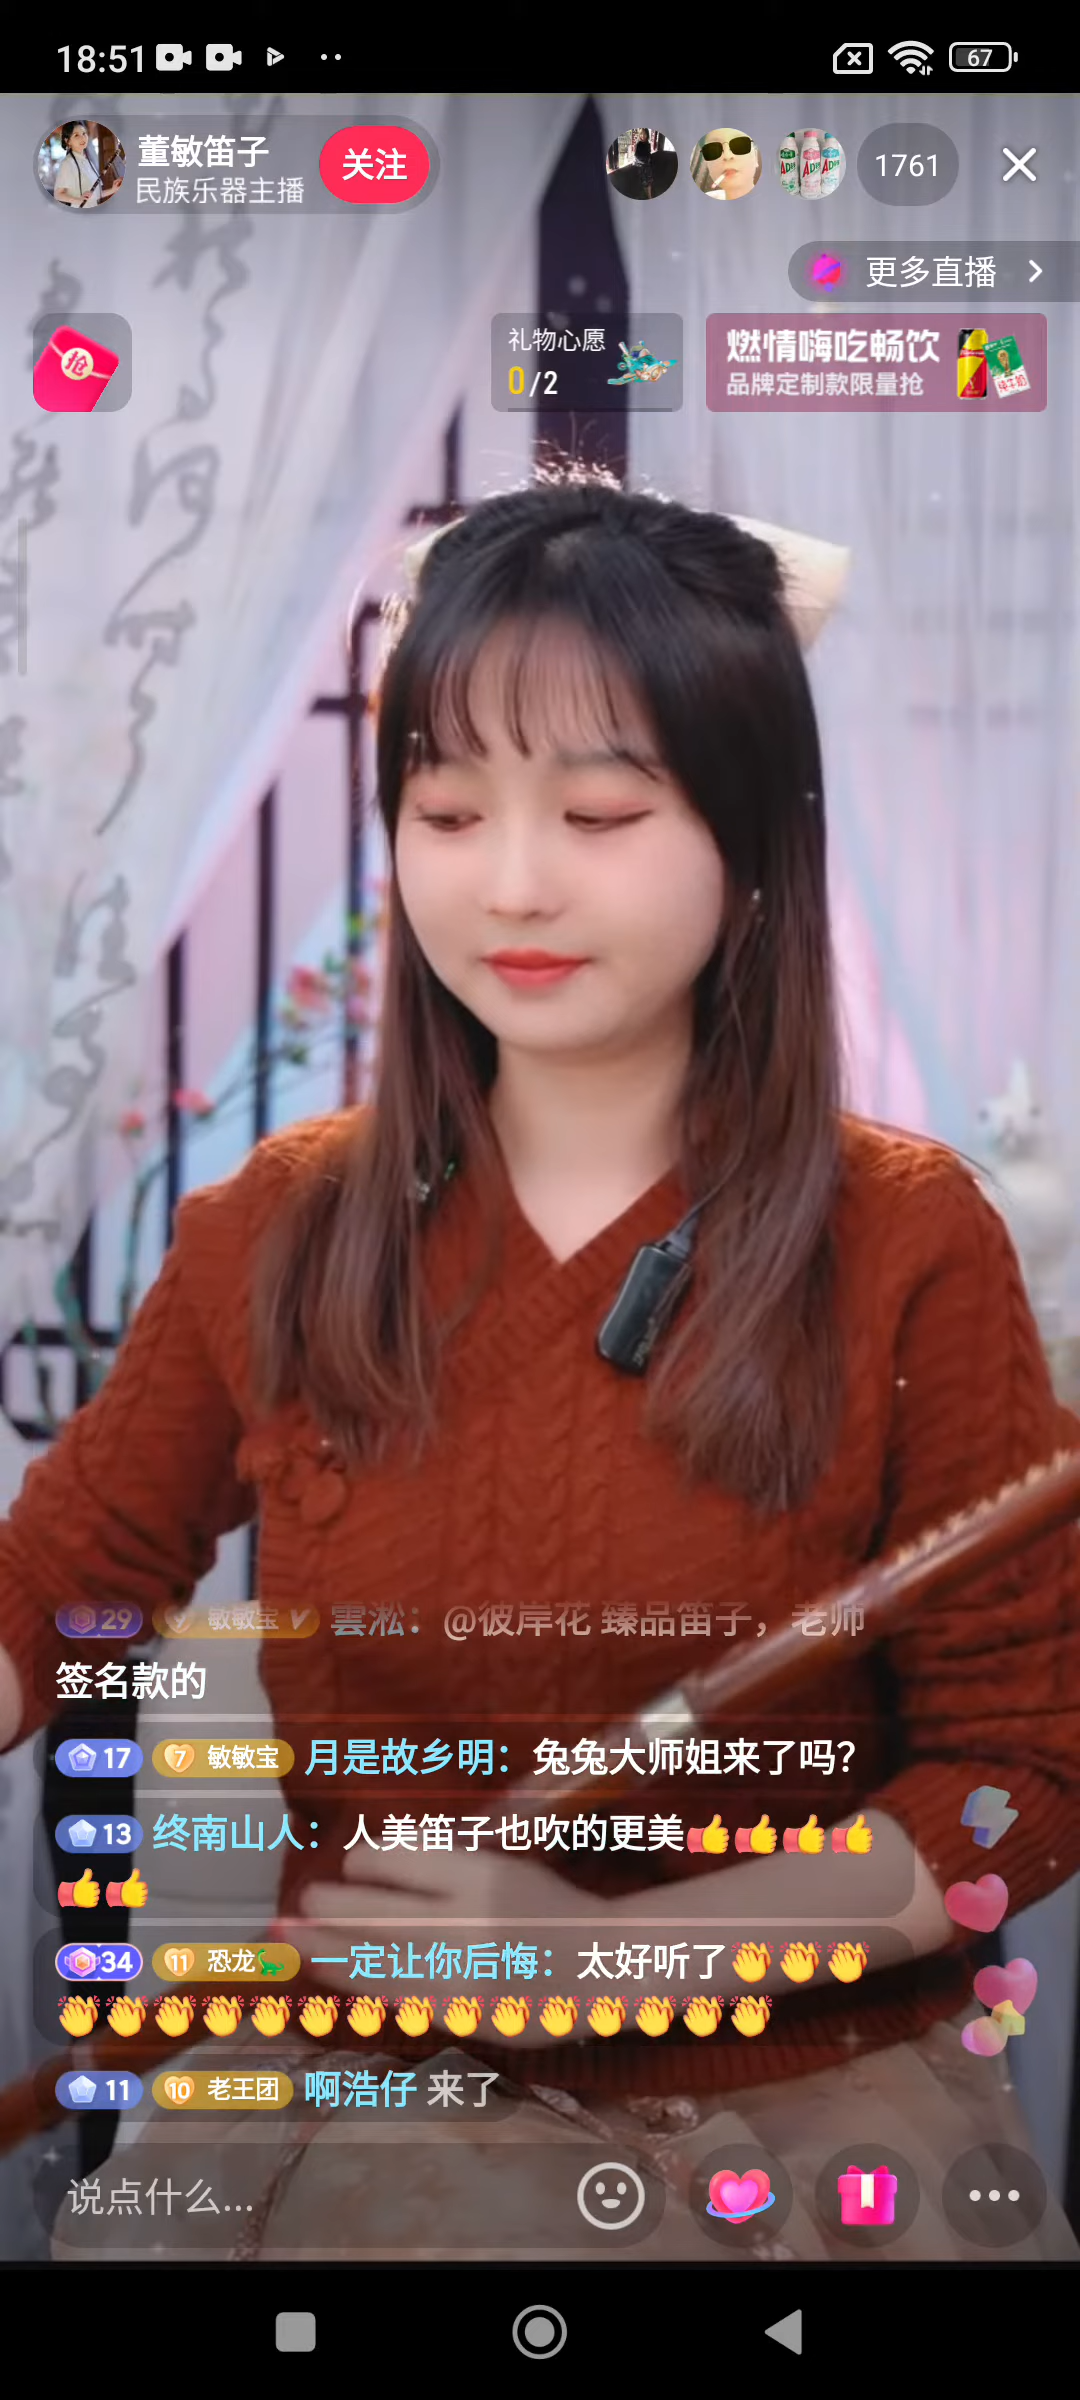 18:51
67
董敏笛子
民族乐器主播
关注
1761
更多直播
抢
礼物心愿
0/2
燃情嗨吃畅饮
品牌定制款限量抢
纯牛奶
29 9 敏敏宝 雲淞：@彼岸花 臻品笛子，老师
签名款的
17 7 敏敏宝 月是故乡明：兔兔大师姐来了吗？
13 终南山人：人美笛子也吹的更美👍👍👍👍
👍👍
34 11 恐龙🦕 一定让你后悔：太好听了👏👏👏
👏👏👏👏👏👏👏👏👏👏👏👏👏👏👏
11 10 老王团 啊浩仔 来了
说点什么...